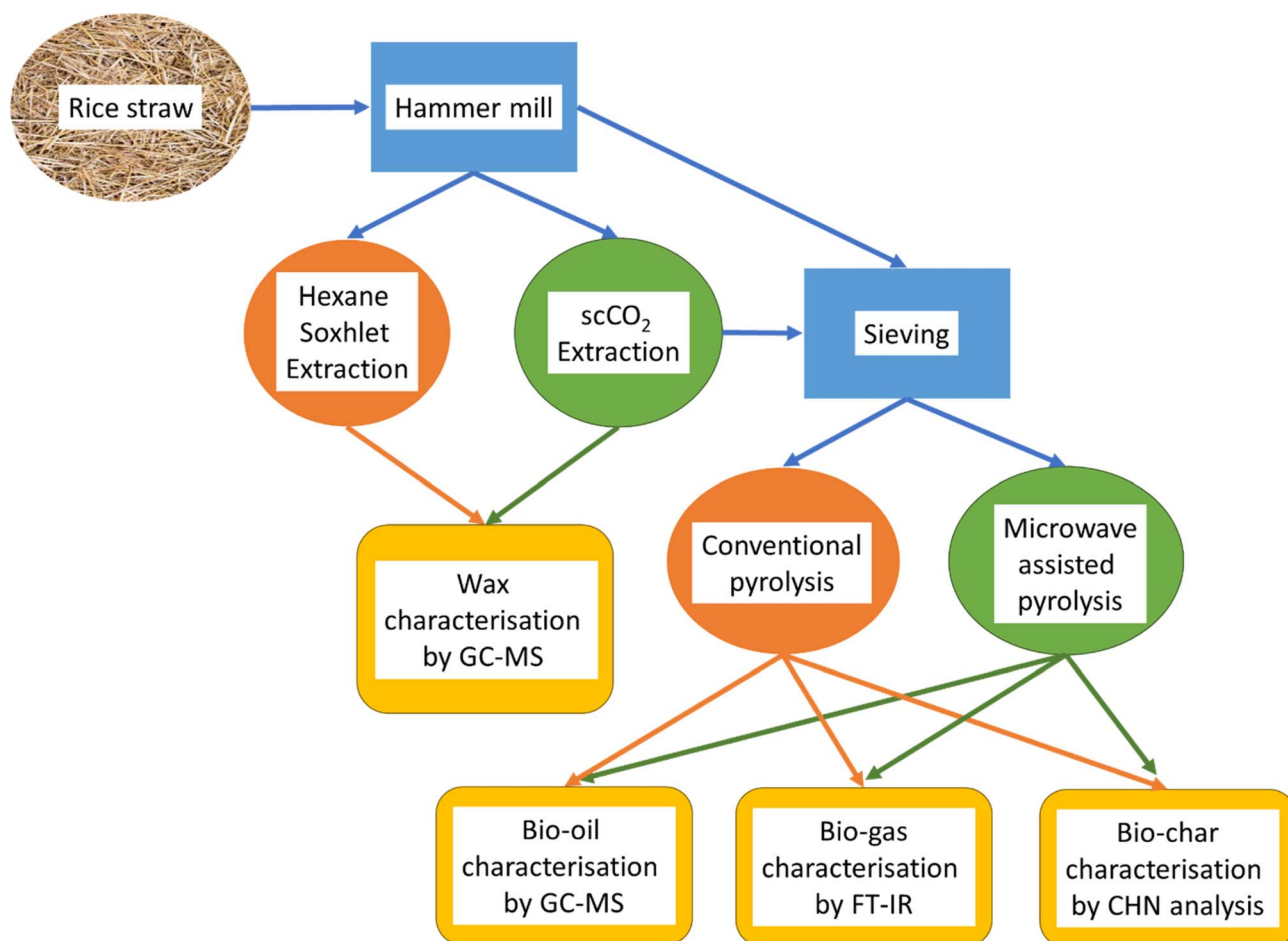 Rice straw
Hammer mill
Hexane
Soxhlet
Extraction
scCO₂
Extraction
Sieving
Conventional
pyrolysis
Microwave
assisted
pyrolysis
Wax
characterisation
by GC-MS
Bio-oil
characterisation
by GC-MS
Bio-gas
characterisation
by FT-IR
Bio-char
characterisation
by CHN analysis